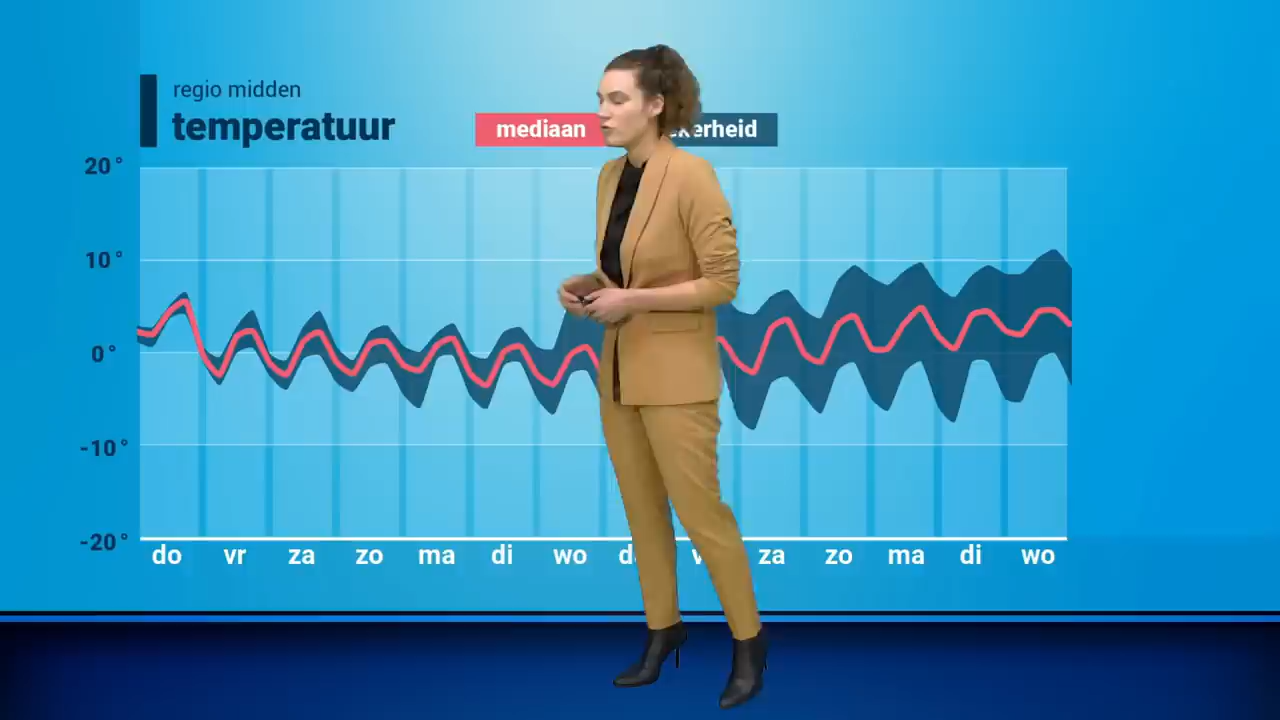 regio midden
temperatuur
mediaan
20°
10°
0°
-10°
-20°
do vr za zo ma di wo za zo ma di wo